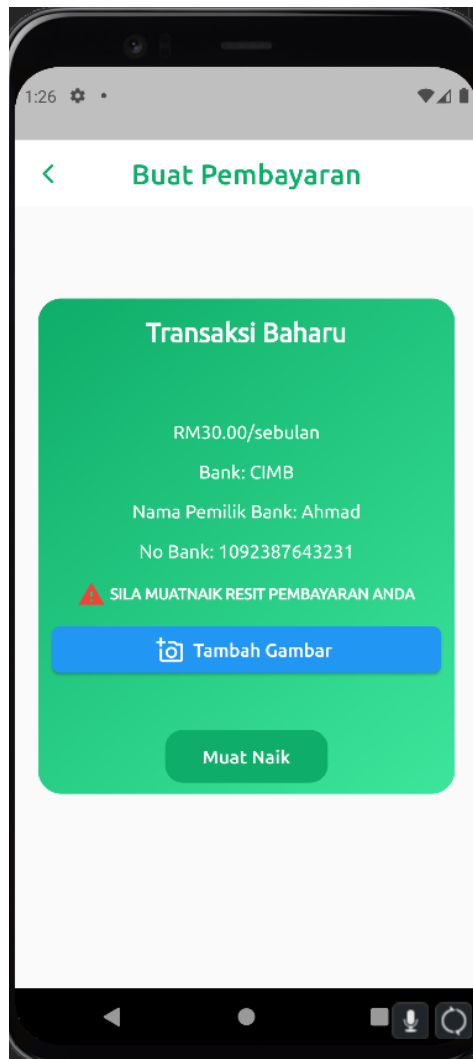 1:26
Buat Pembayaran
Transaksi Baharu
RM30.00/sebulan
Bank: CIMB
Nama Pemilik Bank: Ahmad
No Bank: 1092387643231
SILA MUATNAIK RESIT PEMBAYARAN ANDA
Tambah Gambar
Muat Naik